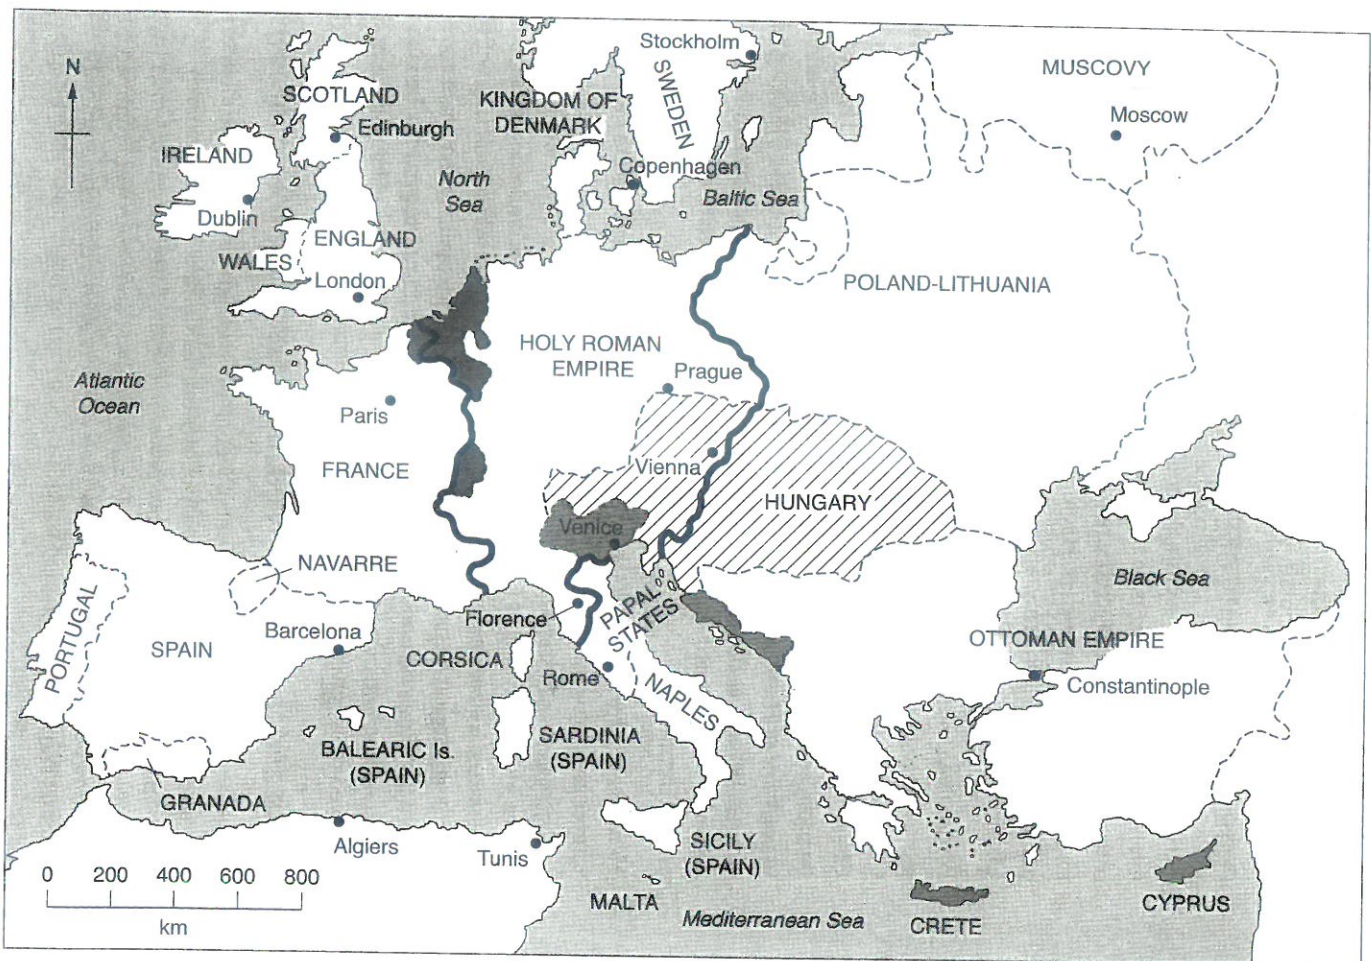 N
SCOTLAND
Edinburgh
IRELAND
Dublin
ENGLAND
WALES
London
North
Sea
KINGDOM OF
DENMARK
Stockholm
SWEDEN
Copenhagen
Baltic Sea
MUSCOVY
Moscow
POLAND-LITHUANIA
HOLY ROMAN
EMPIRE
Prague
Atlantic
Ocean
Paris
FRANCE
Vienna
HUNGARY
Venice
NAVARRE
Black Sea
PORTUGAL
SPAIN
Barcelona
Florence
PAPAL
STATES
CORSICA
Rome
NAPLES
OTTOMAN EMPIRE
Constantinople
BALEARIC Is.
(SPAIN)
SARDINIA
(SPAIN)
GRANADA
Algiers
Tunis
SICILY
(SPAIN)
MALTA
Mediterranean Sea
CRETE
CYPRUS
0 200 400 600 800
km